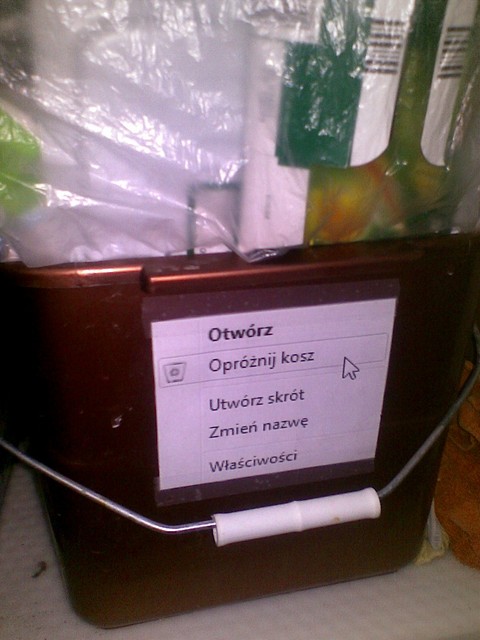 Otwórz
Opróżnij kosz
Utwórz skrót
Zmień nazwę
Właściwości